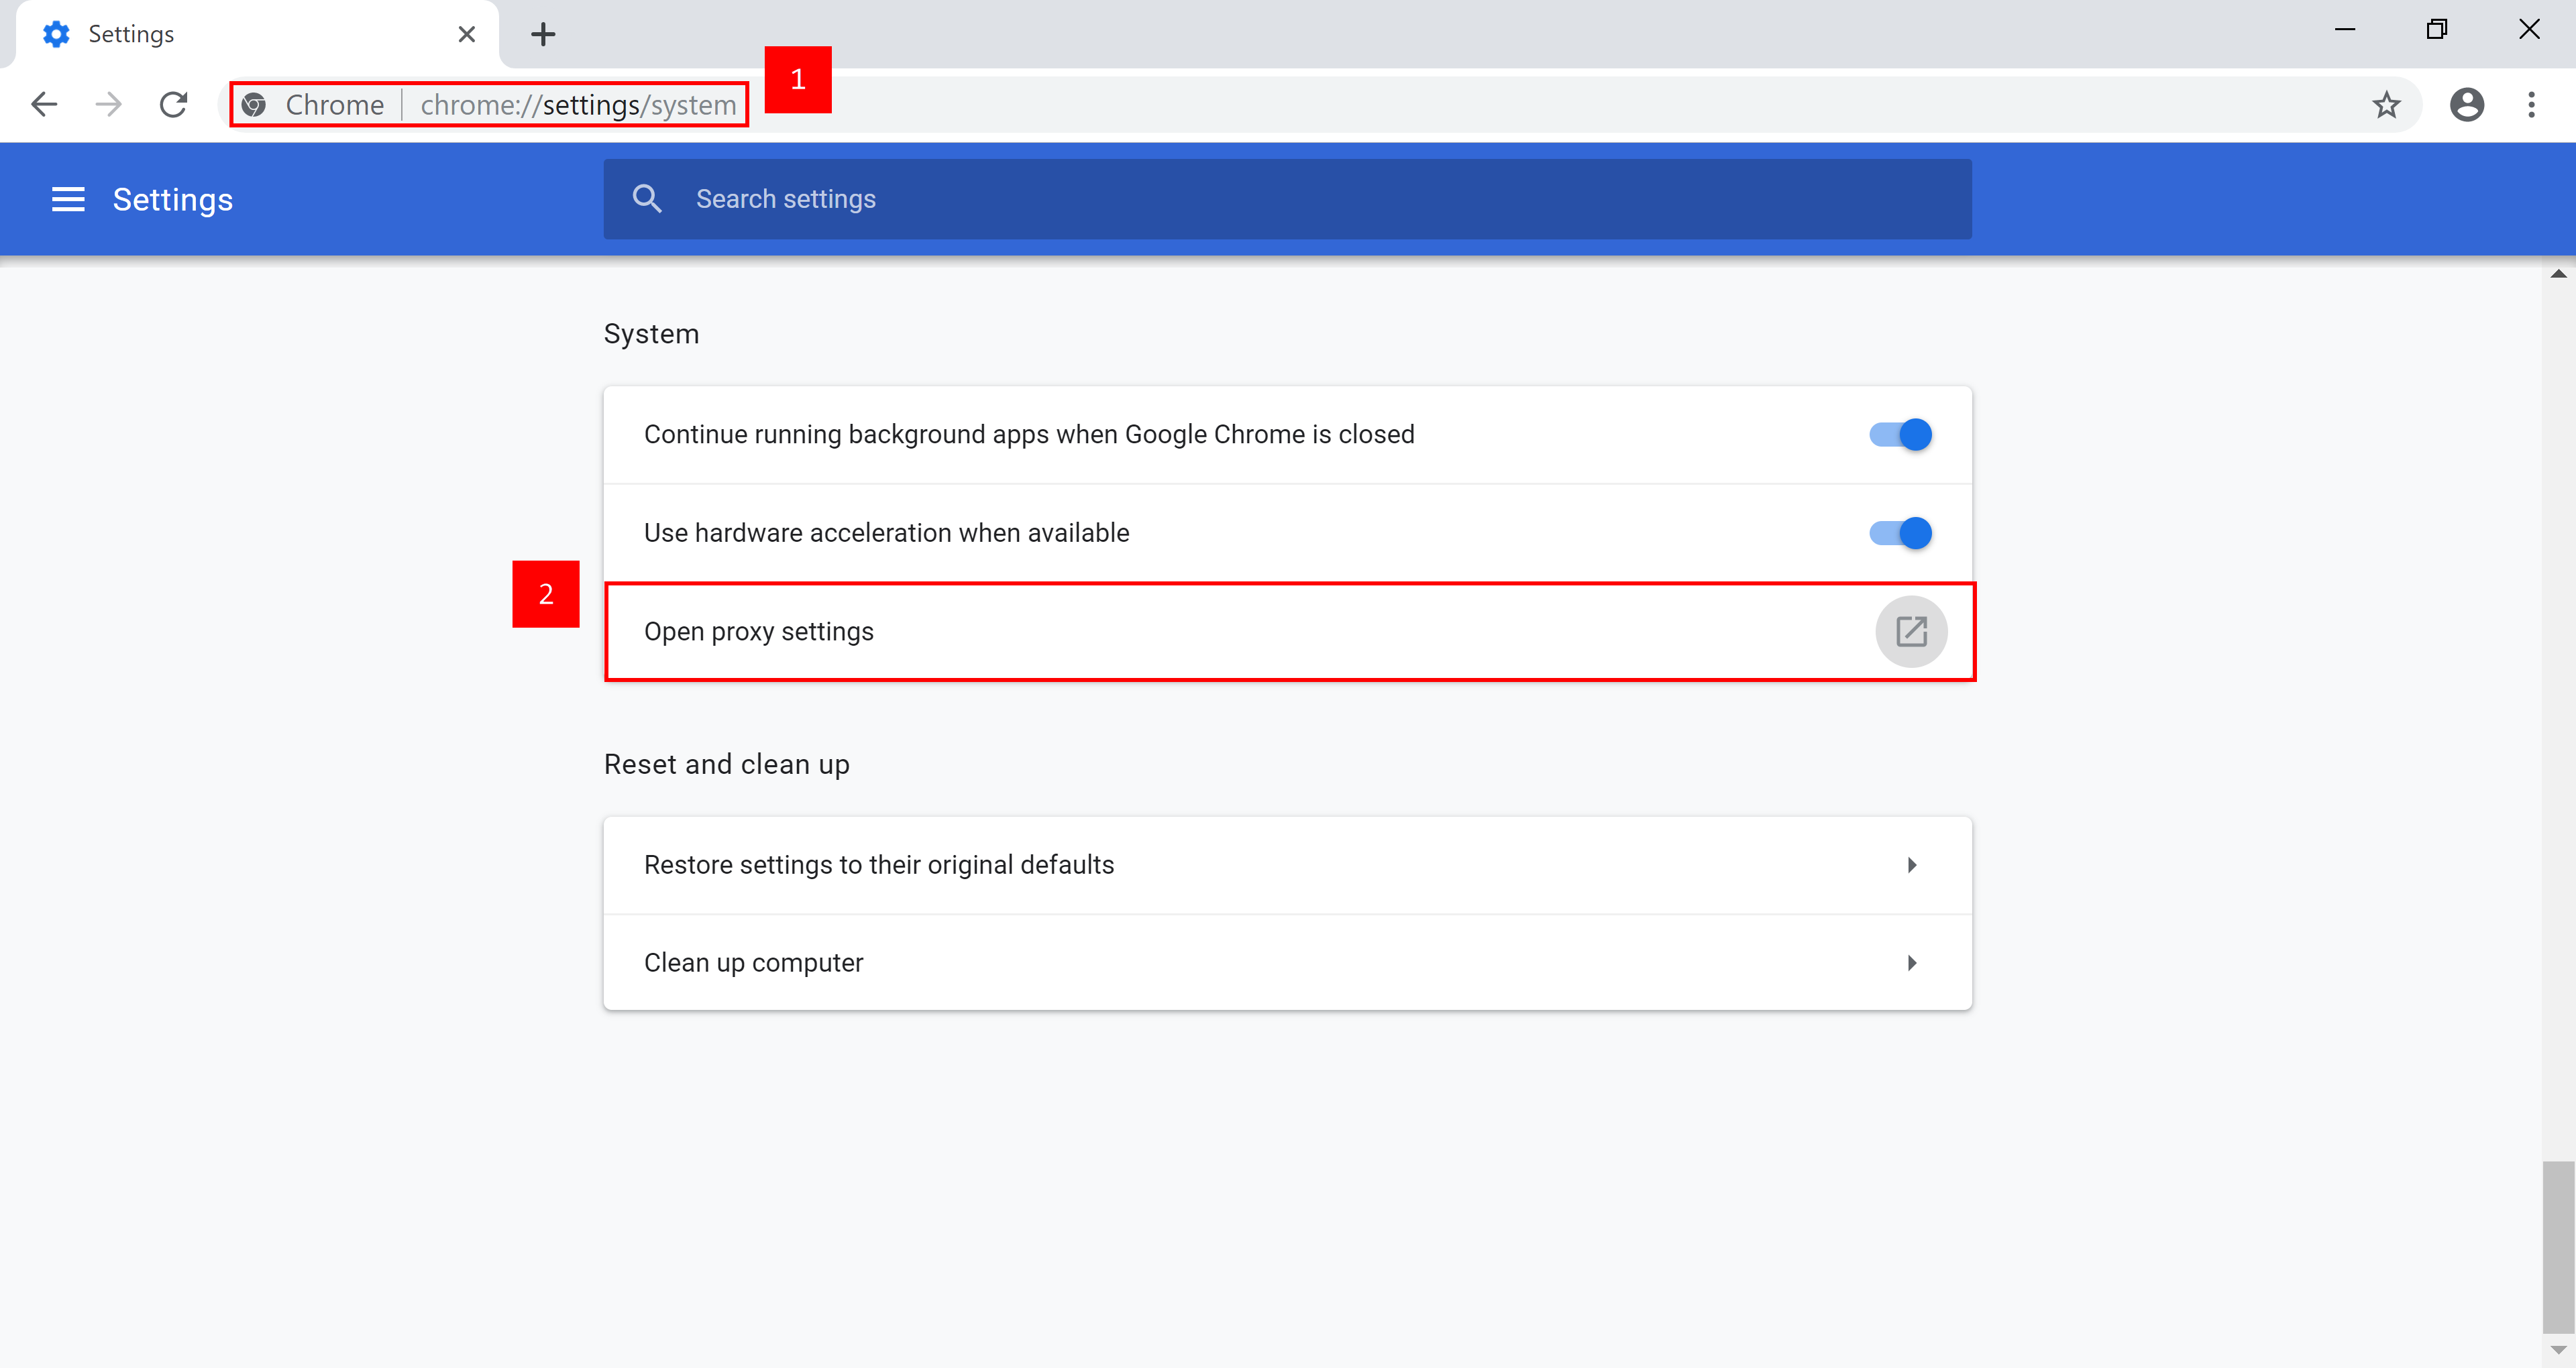 Settings
1
Chrome chrome://settings/system
Settings
Search settings
System
Continue running background apps when Google Chrome is closed
Use hardware acceleration when available
2
Open proxy settings
Reset and clean up
Restore settings to their original defaults
Clean up computer